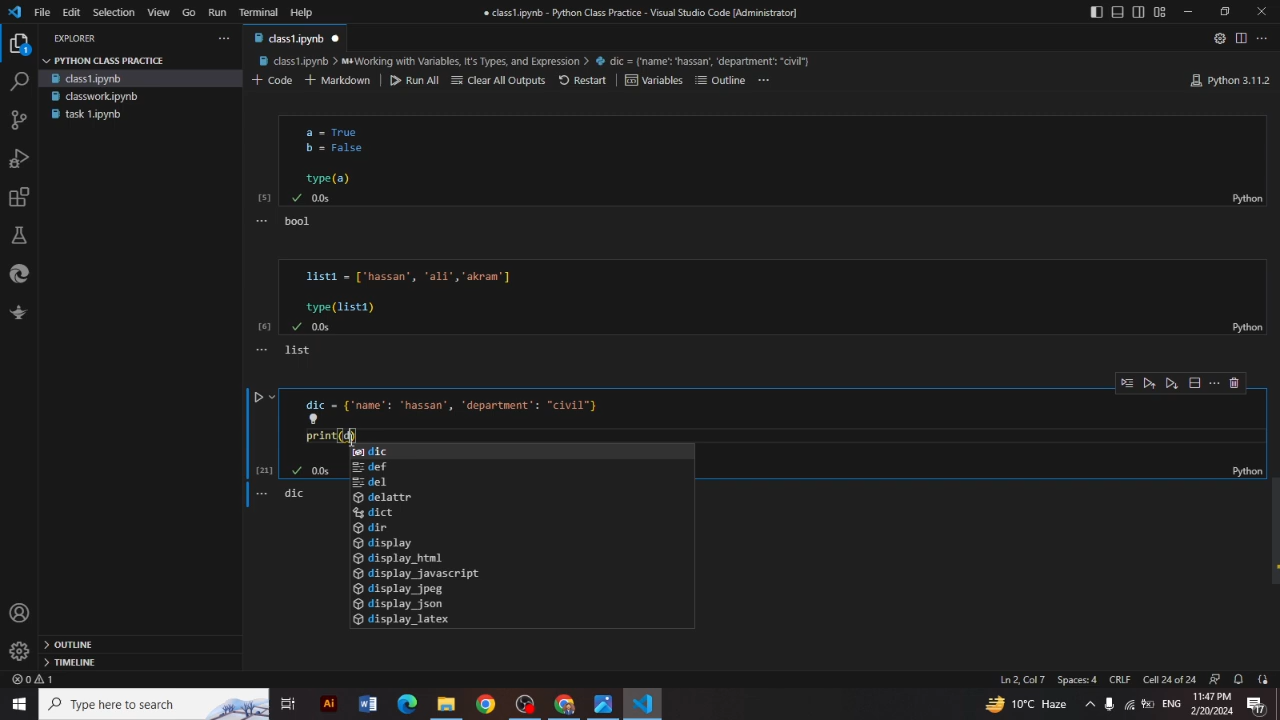 File Edit Selection View Go Run Terminal Help
● class1.ipynb - Python Class Practice - Visual Studio Code [Administrator]
EXPLORER
PYTHON CLASS PRACTICE
class1.ipynb
classwork.ipynb
task 1.ipynb
OUTLINE
TIMELINE
class1.ipynb ●
class1.ipynb > M↓Working with Variables, It's Types, and Expression > dic = {'name': 'hassan', 'department': "civil"}
+ Code + Markdown Run All Clear All Outputs Restart Variables Outline ... Python 3.11.2
a = True
b = False
type(a)
[5] ✓ 0.0s Python
... bool
list1 = ['hassan', 'ali','akram']
type(list1)
[6] ✓ 0.0s Python
... list
dic = {'name': 'hassan', 'department': "civil"}
print(d)
dic
def
del
delattr
dict
dir
display
display_html
display_javascript
display_jpeg
display_json
display_latex
[21] ✓ 0.0s Python
... dic
0 1 Ln 2, Col 7 Spaces: 4 CRLF Cell 24 of 24
Type here to search
10°C Haze ENG 11:47 PM
2/20/2024
17